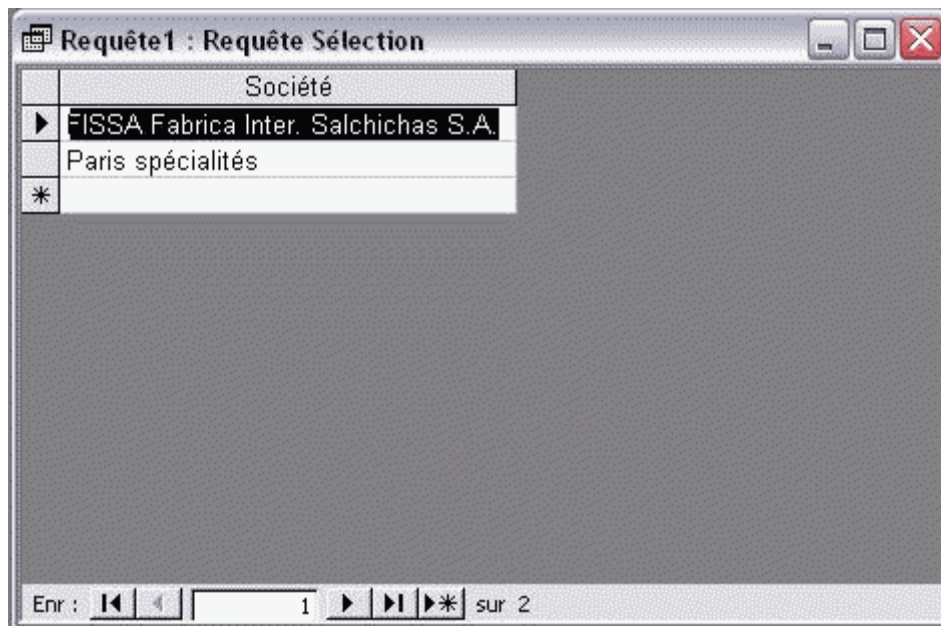 Requête1 : Requête Sélection
Société
FISSA Fabrica Inter. Salchichas S.A.
Paris spécialités
Enr : 1 sur 2